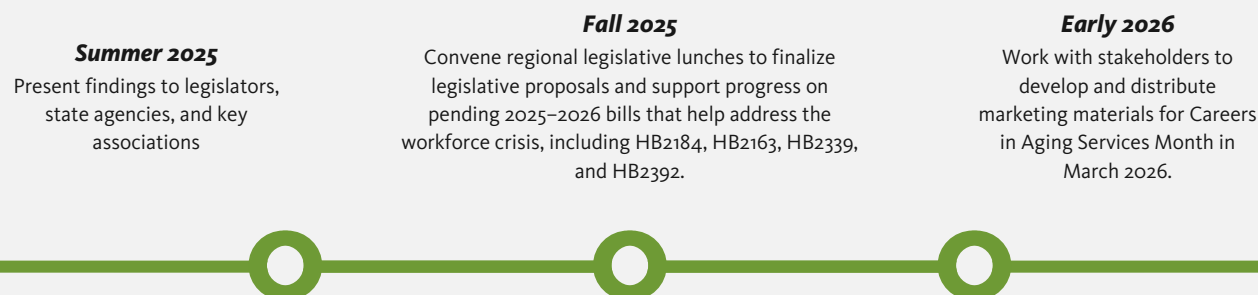 Summer 2025
Present findings to legislators,
state agencies, and key
associations
Fall 2025
Convene regional legislative lunches to finalize
legislative proposals and support progress on
pending 2025–2026 bills that help address the
workforce crisis, including HB2184, HB2163, HB2339,
and HB2392.
Early 2026
Work with stakeholders to
develop and distribute
marketing materials for Careers
in Aging Services Month in
March 2026.